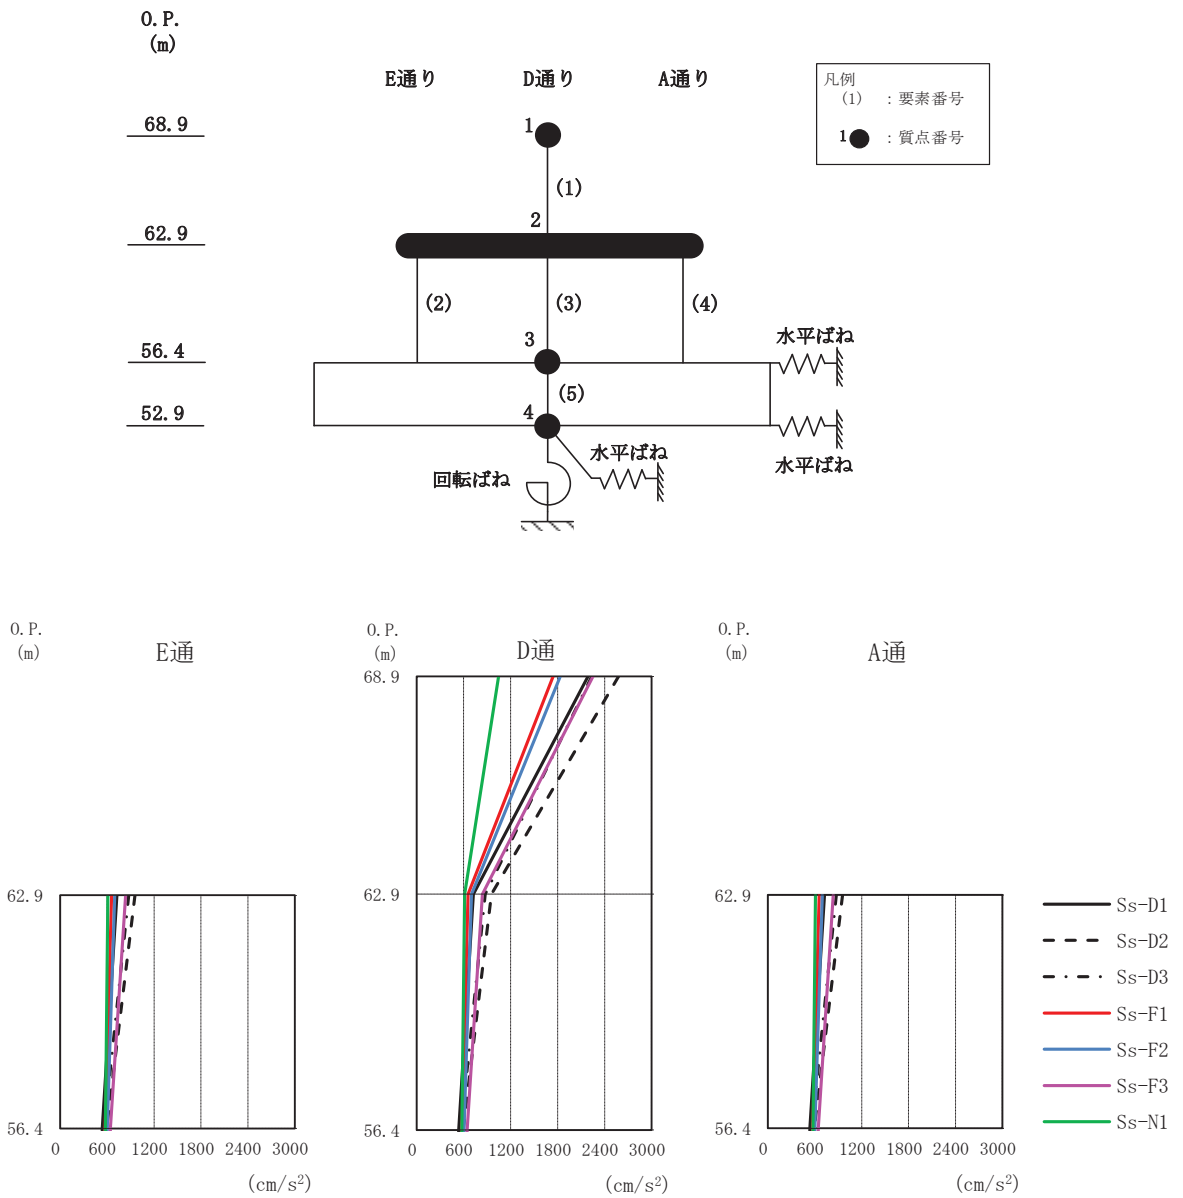 O.P.
(m)
E通り D通り A通り
凡例
(1) ：要素番号
1 ：質点番号
68.9
1
(1)
2
62.9
(2) (3) (4)
3
56.4
水平ばね
(5)
52.9
4
水平ばね
水平ばね
回転ばね
O.P.
(m)
E通
O.P.
(m)
D通
O.P.
(m)
A通
68.9
62.9
62.9
62.9
56.4
56.4
56.4
0 600 1200 1800 2400 3000
(cm/s²)
0 600 1200 1800 2400 3000
(cm/s²)
0 600 1200 1800 2400 3000
(cm/s²)
Ss-D1
Ss-D2
Ss-D3
Ss-F1
Ss-F2
Ss-F3
Ss-N1